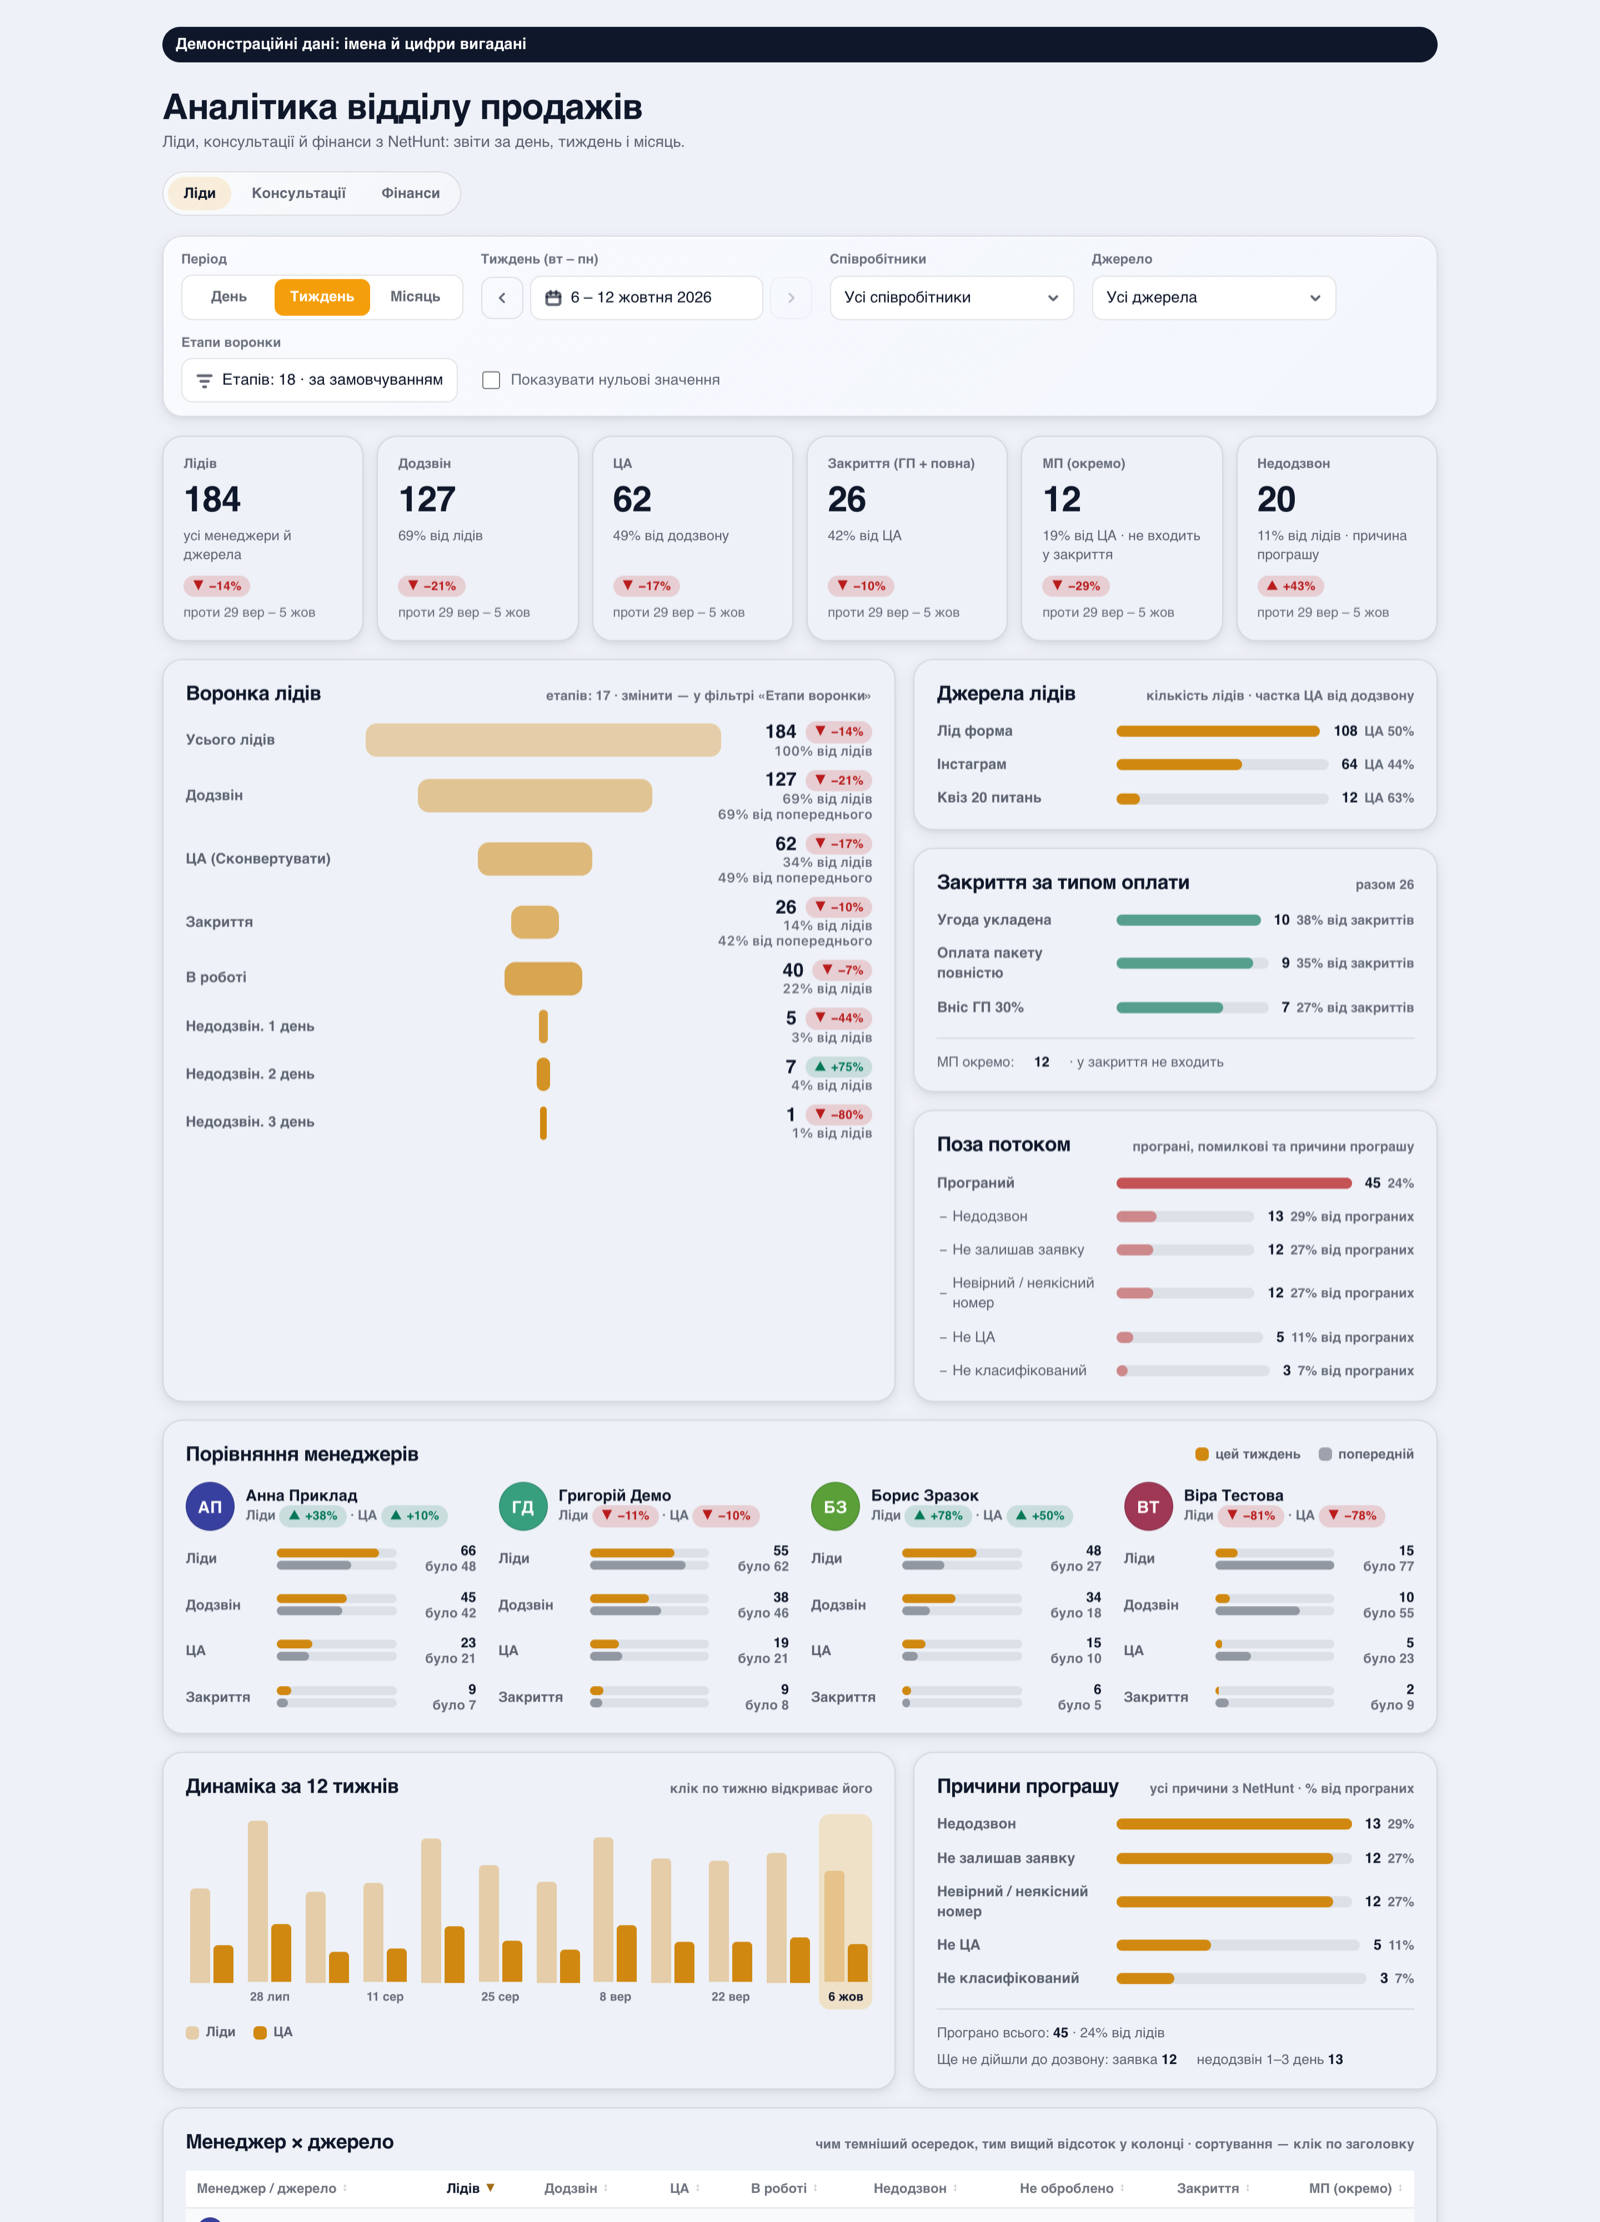 Демонстраційні дані: імена й цифри вигадані
Аналітика відділу продажів
Ліди, консультації й фінанси з NetHunt: звіти за день, тиждень і місяць.
Ліди Консультації Фінанси
Період Тиждень (вт – пн) Співробітники Джерело
День Тиждень Місяць 6 – 12 жовтня 2026 Усі співробітники Усі джерела
Етапи воронки
Етапів: 18 · за замовчуванням Показувати нульові значення
Лідів
184
усі менеджери й
джерела
▼ −14%
проти 29 вер – 5 жов
Додзвін
127
69% від лідів
▼ −21%
проти 29 вер – 5 жов
ЦА
62
49% від додзвону
▼ −17%
проти 29 вер – 5 жов
Закриття (ГП + повна)
26
42% від ЦА
▼ −10%
проти 29 вер – 5 жов
МП (окремо)
12
19% від ЦА · не входить
у закриття
▼ −29%
проти 29 вер – 5 жов
Недодзвон
20
11% від лідів · причина
програшу
▲ +43%
проти 29 вер – 5 жов
Воронка лідів етапів: 17 · змінити — у фільтрі «Етапи воронки»
Усього лідів 184 ▼ −14%
100% від лідів
Додзвін 127 ▼ −21%
69% від лідів
69% від попереднього
ЦА (Сконвертувати) 62 ▼ −17%
34% від лідів
49% від попереднього
Закриття 26 ▼ −10%
14% від лідів
42% від попереднього
В роботі 40 ▼ −7%
22% від лідів
Недодзвін. 1 день 5 ▼ −44%
3% від лідів
Недодзвін. 2 день 7 ▲ +75%
4% від лідів
Недодзвін. 3 день 1 ▼ −80%
1% від лідів
Джерела лідів кількість лідів · частка ЦА від додзвону
Лід форма 108 ЦА 50%
Інстаграм 64 ЦА 44%
Квіз 20 питань 12 ЦА 63%
Закриття за типом оплати разом 26
Угода укладена 10 38% від закриттів
Оплата пакету
повністю 9 35% від закриттів
Вніс ГП 30% 7 27% від закриттів
МП окремо: 12 · у закриття не входить
Поза потоком програні, помилкові та причини програшу
Програний 45 24%
– Недодзвон 13 29% від програних
– Не залишав заявку 12 27% від програних
– Невірний / неякісний
номер 12 27% від програних
– Не ЦА 5 11% від програних
– Не класифікований 3 7% від програних
Порівняння менеджерів цей тиждень попередній
АП Анна Приклад
Ліди ▲ +38% · ЦА ▲ +10%
Ліди 66
було 48
Додзвін 45
було 42
ЦА 23
було 21
Закриття 9
було 7
ГД Григорій Демо
Ліди ▼ −11% · ЦА ▼ −10%
Ліди 55
було 62
Додзвін 38
було 46
ЦА 19
було 21
Закриття 9
було 8
БЗ Борис Зразок
Ліди ▲ +78% · ЦА ▲ +50%
Ліди 48
було 27
Додзвін 34
було 18
ЦА 15
було 10
Закриття 6
було 5
ВТ Віра Тестова
Ліди ▼ −81% · ЦА ▼ −78%
Ліди 15
було 77
Додзвін 10
було 55
ЦА 5
було 23
Закриття 2
було 9
Динаміка за 12 тижнів клік по тижню відкриває його
28 лип 11 сер 25 сер 8 вер 22 вер 6 жов
Ліди ЦА
Причини програшу усі причини з NetHunt · % від програних
Недодзвон 13 29%
Не залишав заявку 12 27%
Невірний / неякісний
номер 12 27%
Не ЦА 5 11%
Не класифікований 3 7%
Програно всього: 45 · 24% від лідів
Ще не дійшли до дозвону: заявка 12 недодзвін 1–3 день 13
Менеджер × джерело чим темніший осередок, тим вищий відсоток у колонці · сортування — клік по заголовку
Менеджер / джерело Лідів ▼ Додзвін ЦА В роботі Недодзвон Не оброблено Закриття МП (окремо)